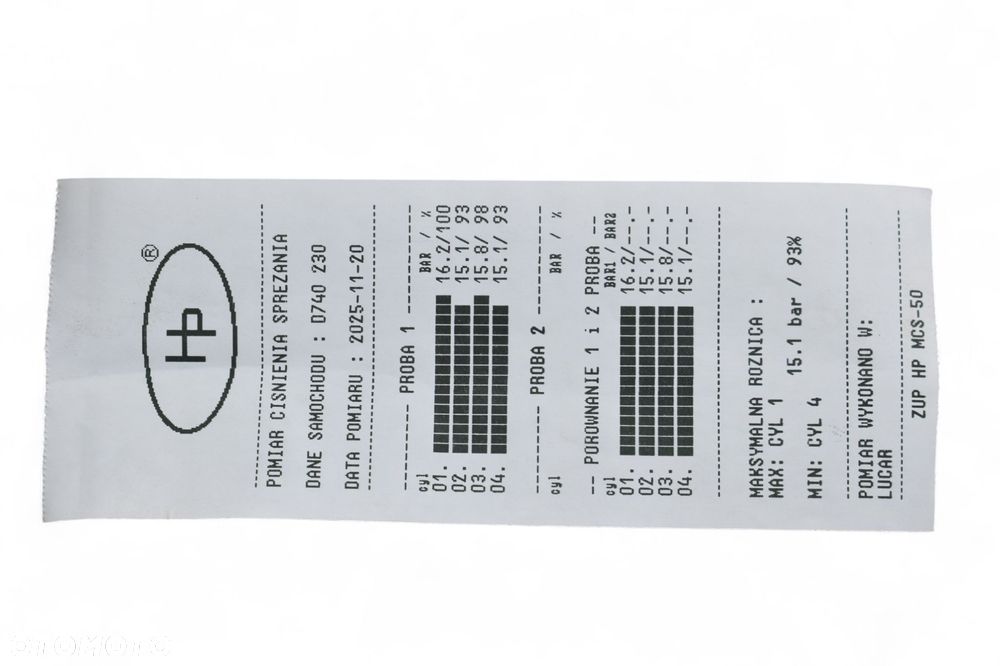 HP ®
POMIAR CISNIENIA SPREZANIA
DANE SAMOCHODU : D740 230
DATA POMIARU : 2025-11-20
PROBA 1
cyl BAR / %
01. 16.2/100
02. 15.1/ 93
03. 15.8/ 98
04. 15.1/ 93
PROBA 2
cyl BAR / %
-- POROWNANIE 1 i 2 PROBA --
cyl BAR1 / BAR2
01. 16.2/--.-
02. 15.1/--.-
03. 15.8/--.-
04. 15.1/--.-
MAKSYMALNA ROZNICA :
MAX: CYL 1
15.1 bar / 93%
MIN: CYL 4
POMIAR WYKONANO W:
LUCAR
ZUP HP MCS-50
OTOMOTO